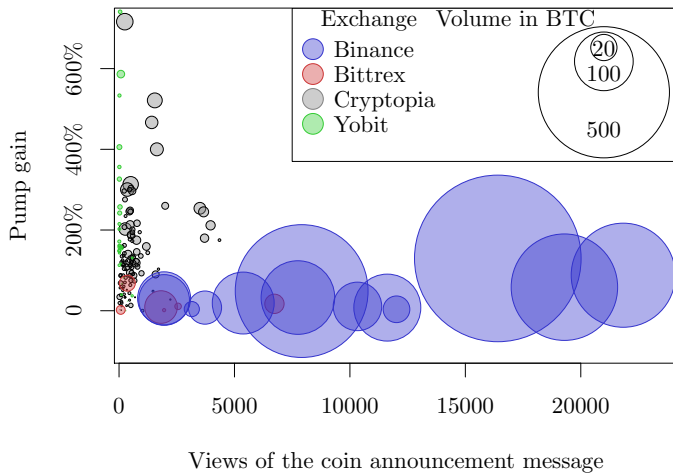 Exchange Volume in BTC
Binance
Bittrex
Cryptopia
Yobit
20
100
500
Pump gain
600%
400%
200%
0
0 5000 10000 15000 20000
Views of the coin announcement message